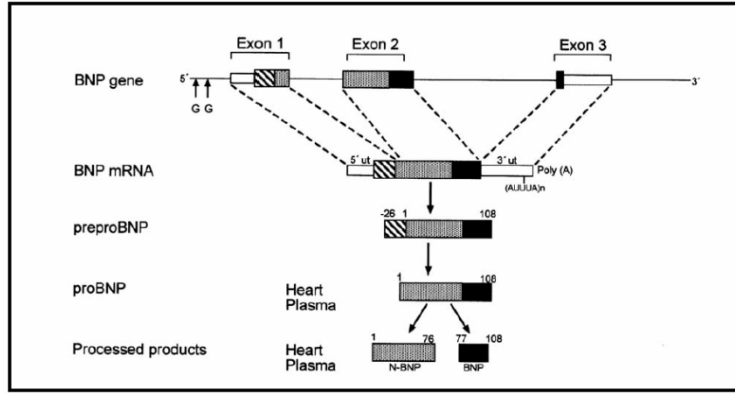 Exon 1 Exon 2 Exon 3
BNP gene 5´ 3´
G G
5´ ut 3´ ut
BNP mRNA Poly (A)
(AUUUA)n
-26 1 108
preproBNP
1 108
proBNP Heart
Plasma
1 76 77 108
Processed products Heart
Plasma N-BNP BNP